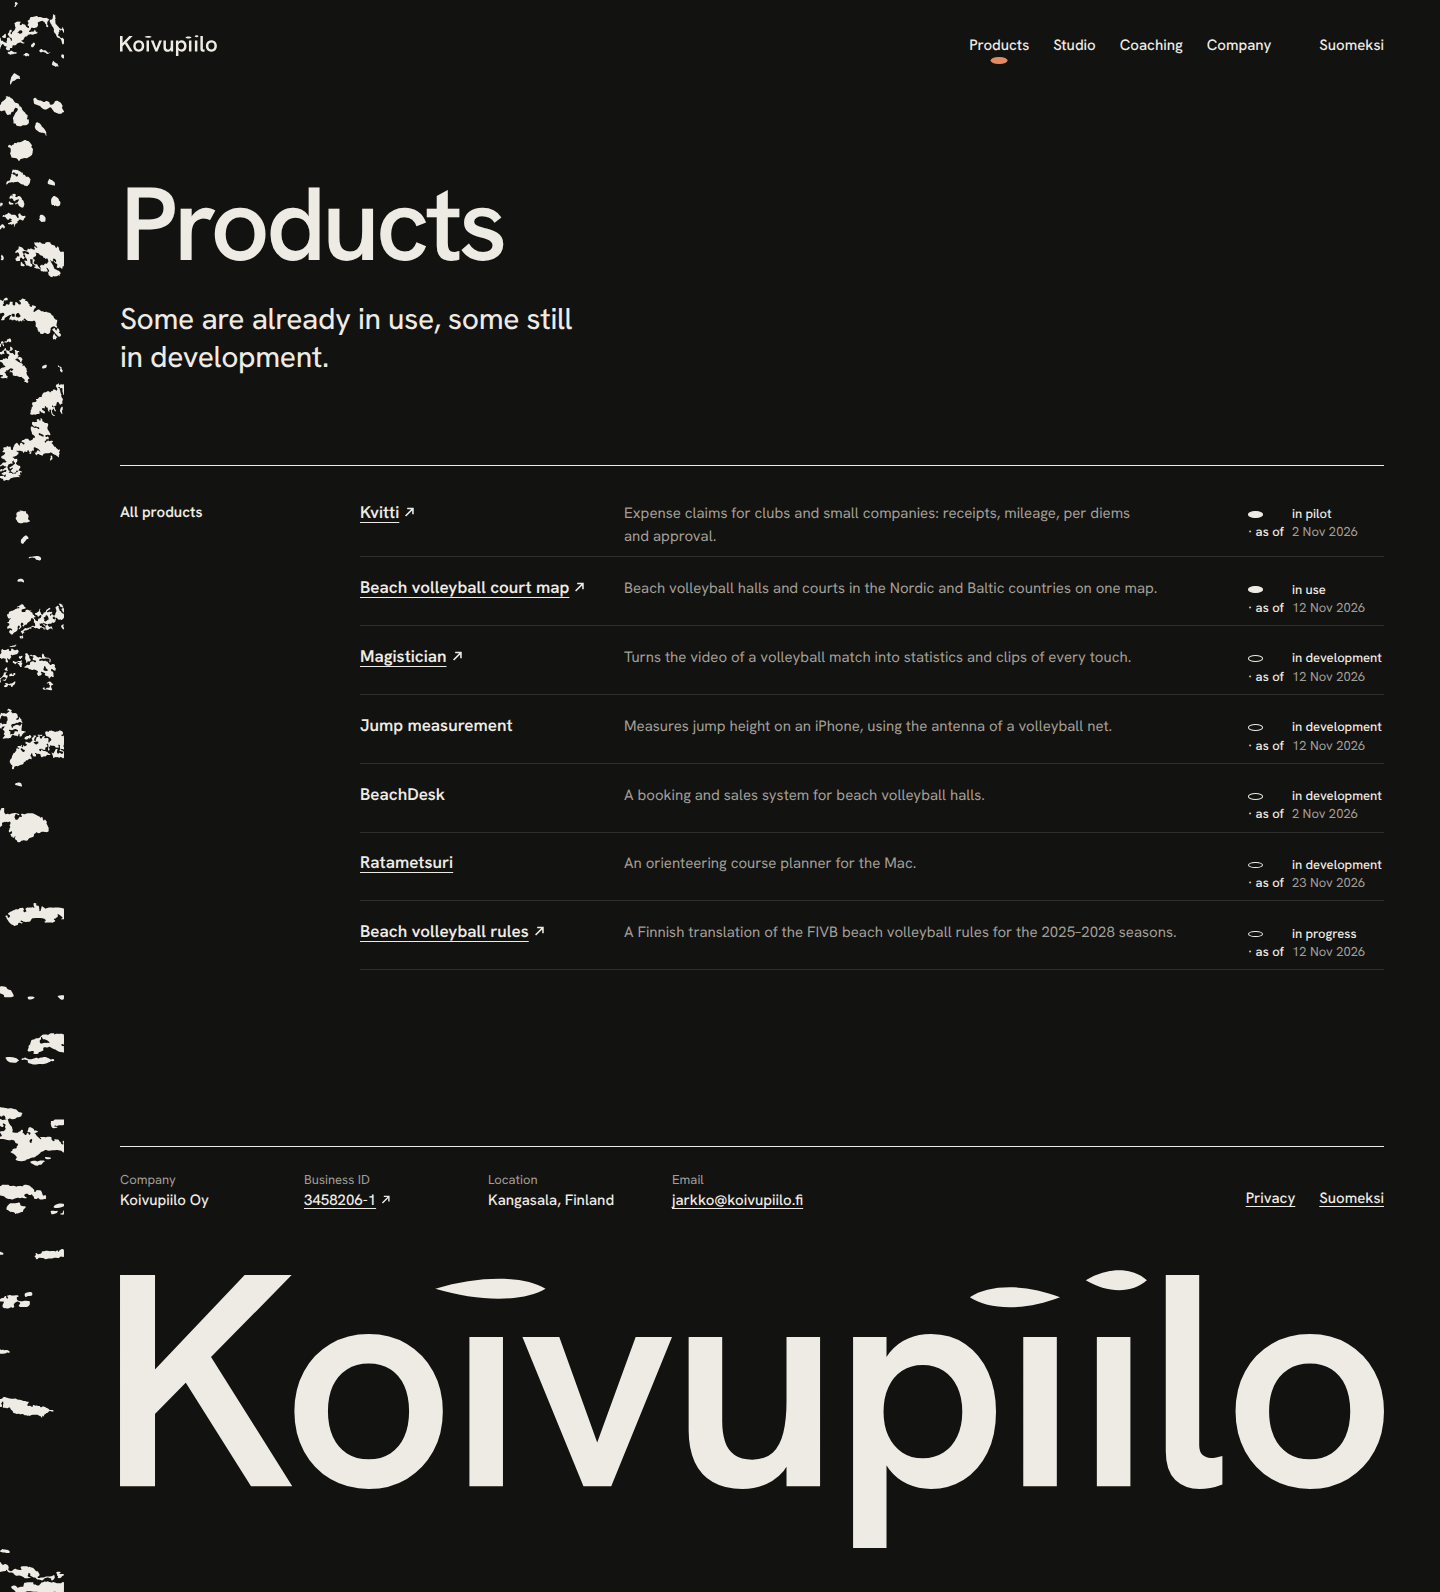 Koivupiilo
Products Studio Coaching Company Suomeksi
Products
Some are already in use, some still
in development.
All products
Kvitti ↗
Expense claims for clubs and small companies: receipts, mileage, per diems
and approval.
in pilot
· as of 2 Nov 2026
Beach volleyball court map ↗
Beach volleyball halls and courts in the Nordic and Baltic countries on one map.
in use
· as of 12 Nov 2026
Magistician ↗
Turns the video of a volleyball match into statistics and clips of every touch.
in development
· as of 12 Nov 2026
Jump measurement
Measures jump height on an iPhone, using the antenna of a volleyball net.
in development
· as of 12 Nov 2026
BeachDesk
A booking and sales system for beach volleyball halls.
in development
· as of 2 Nov 2026
Ratametsuri
An orienteering course planner for the Mac.
in development
· as of 23 Nov 2026
Beach volleyball rules ↗
A Finnish translation of the FIVB beach volleyball rules for the 2025–2028 seasons.
in progress
· as of 12 Nov 2026
Company
Koivupiilo Oy
Business ID
3458206-1 ↗
Location
Kangasala, Finland
Email
jarkko@koivupiilo.fi
Privacy Suomeksi
Koivupiilo